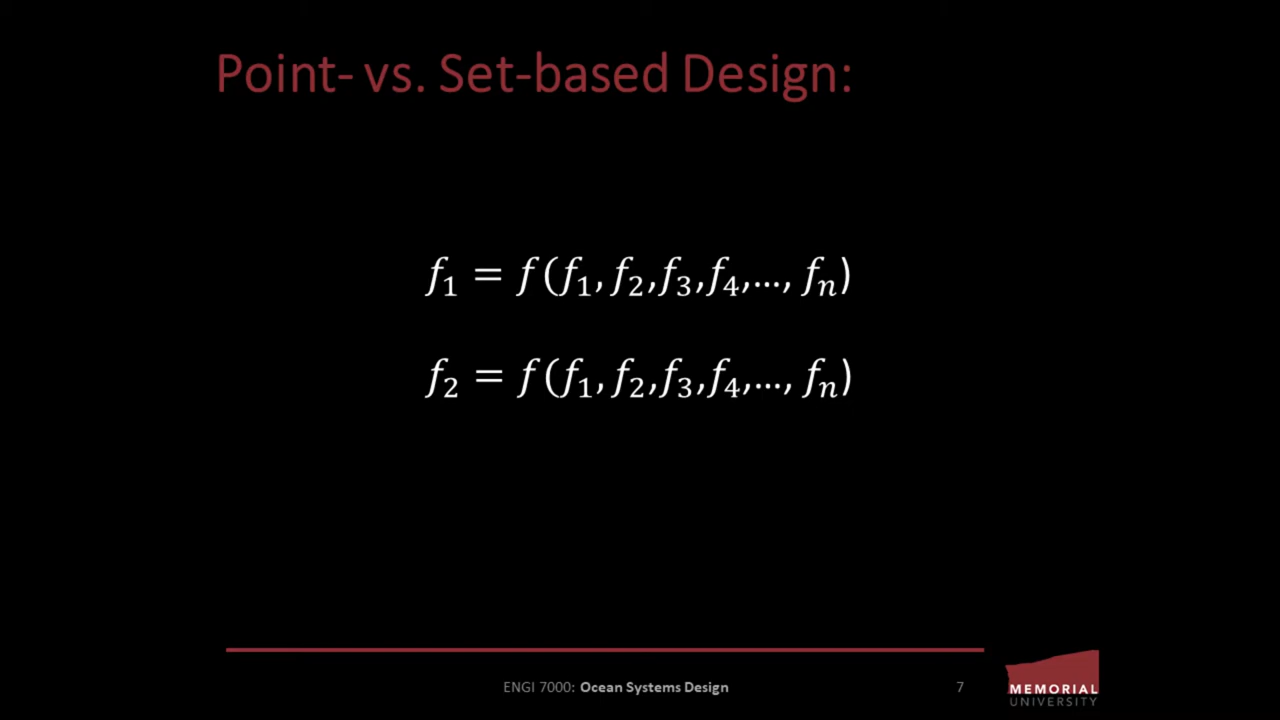 Point- vs. Set-based Design:
f₁ = f(f₁, f₂,f₃,f₄,…, fₙ)
f₂ = f(f₁, f₂,f₃,f₄,…, fₙ)
ENGI 7000: Ocean Systems Design
7
MEMORIAL
UNIVERSITY